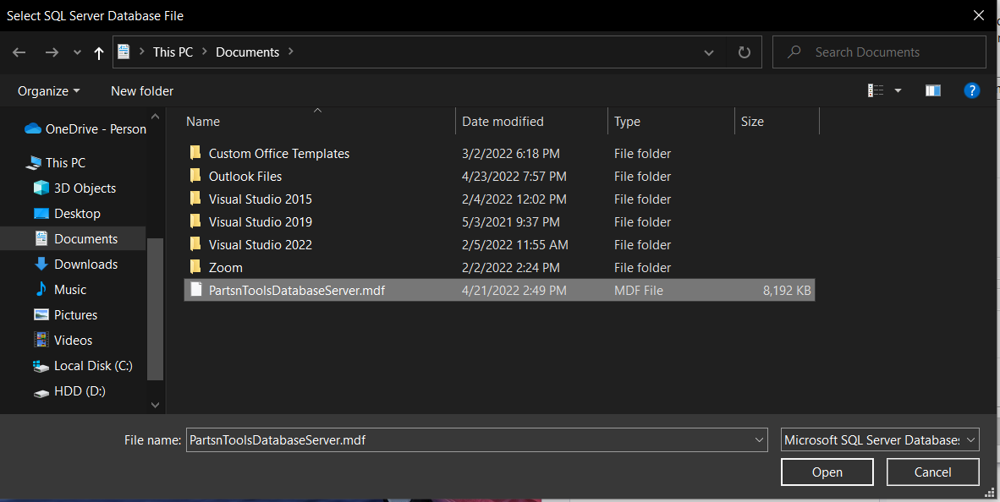 Select SQL Server Database File
This PC
Documents
Search Documents
Organize
New folder
?
Name
Date modified
Type
Size
OneDrive - Person
This PC
3D Objects
Desktop
Documents
Downloads
Music
Pictures
Videos
Local Disk (C:)
HDD (D:)
Custom Office Templates 3/2/2022 6:18 PM File folder
Outlook Files 4/23/2022 7:57 PM File folder
Visual Studio 2015 2/4/2022 12:02 PM File folder
Visual Studio 2019 5/3/2021 9:37 PM File folder
Visual Studio 2022 2/5/2022 11:55 AM File folder
Zoom 2/2/2022 2:24 PM File folder
PartsnToolsDatabaseServer.mdf 4/21/2022 2:49 PM MDF File 8,192 KB
File name: PartsnToolsDatabaseServer.mdf
Microsoft SQL Server Databases
Open
Cancel